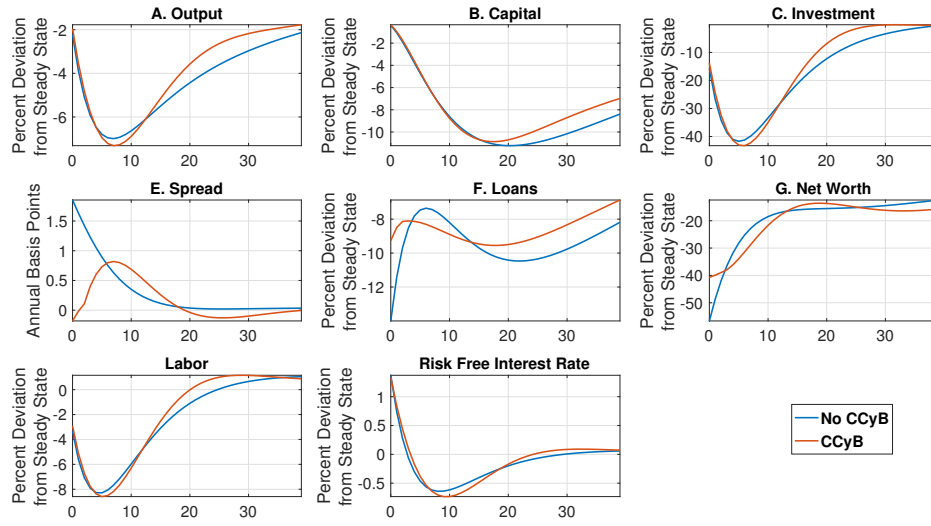 A. Output
Percent Deviation
from Steady State
-2
-4
-6
0 10 20 30
B. Capital
Percent Deviation
from Steady State
-2
-4
-6
-8
-10
0 10 20 30
C. Investment
Percent Deviation
from Steady State
-10
-20
-30
-40
0 10 20 30
E. Spread
Annual Basis Points
1.5
1
0.5
0
0 10 20 30
F. Loans
Percent Deviation
from Steady State
-8
-10
-12
0 10 20 30
G. Net Worth
Percent Deviation
from Steady State
-20
-30
-40
-50
0 10 20 30
Labor
Percent Deviation
from Steady State
0
-2
-4
-6
-8
0 10 20 30
Risk Free Interest Rate
Percent Deviation
from Steady State
1
0.5
0
-0.5
0 10 20 30
No CCyB
CCyB